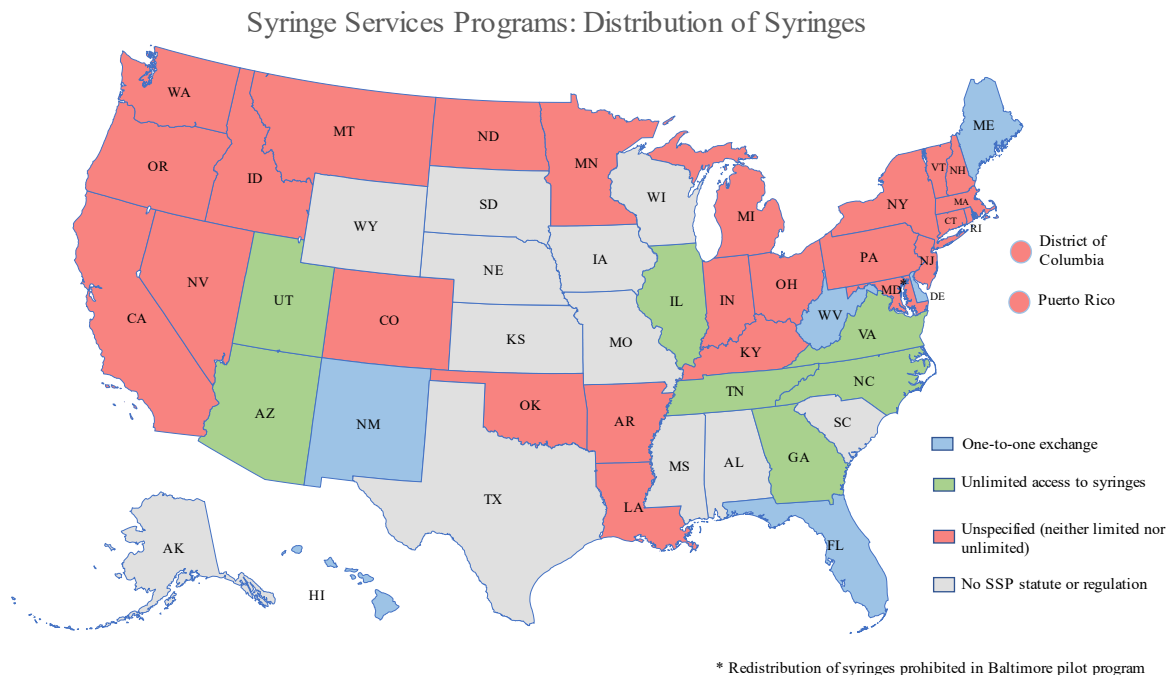 Syringe Services Programs: Distribution of Syringes
WA
MT
ND
MN
ME
OR
ID
VT
NH
WI
SD
NY
MA
MI
CT
WY
RI
District of
Columbia
PA
NE
IA
NJ
OH
NV
UT
IL
IN
MD
*
DE
Puerto Rico
WV
CA
CO
KS
MO
VA
KY
NC
TN
AZ
OK
AR
NM
SC
One-to-one exchange
MS
AL
GA
Unlimited access to syringes
TX
LA
Unspecified (neither limited nor
unlimited)
AK
FL
No SSP statute or regulation
HI
* Redistribution of syringes prohibited in Baltimore pilot program